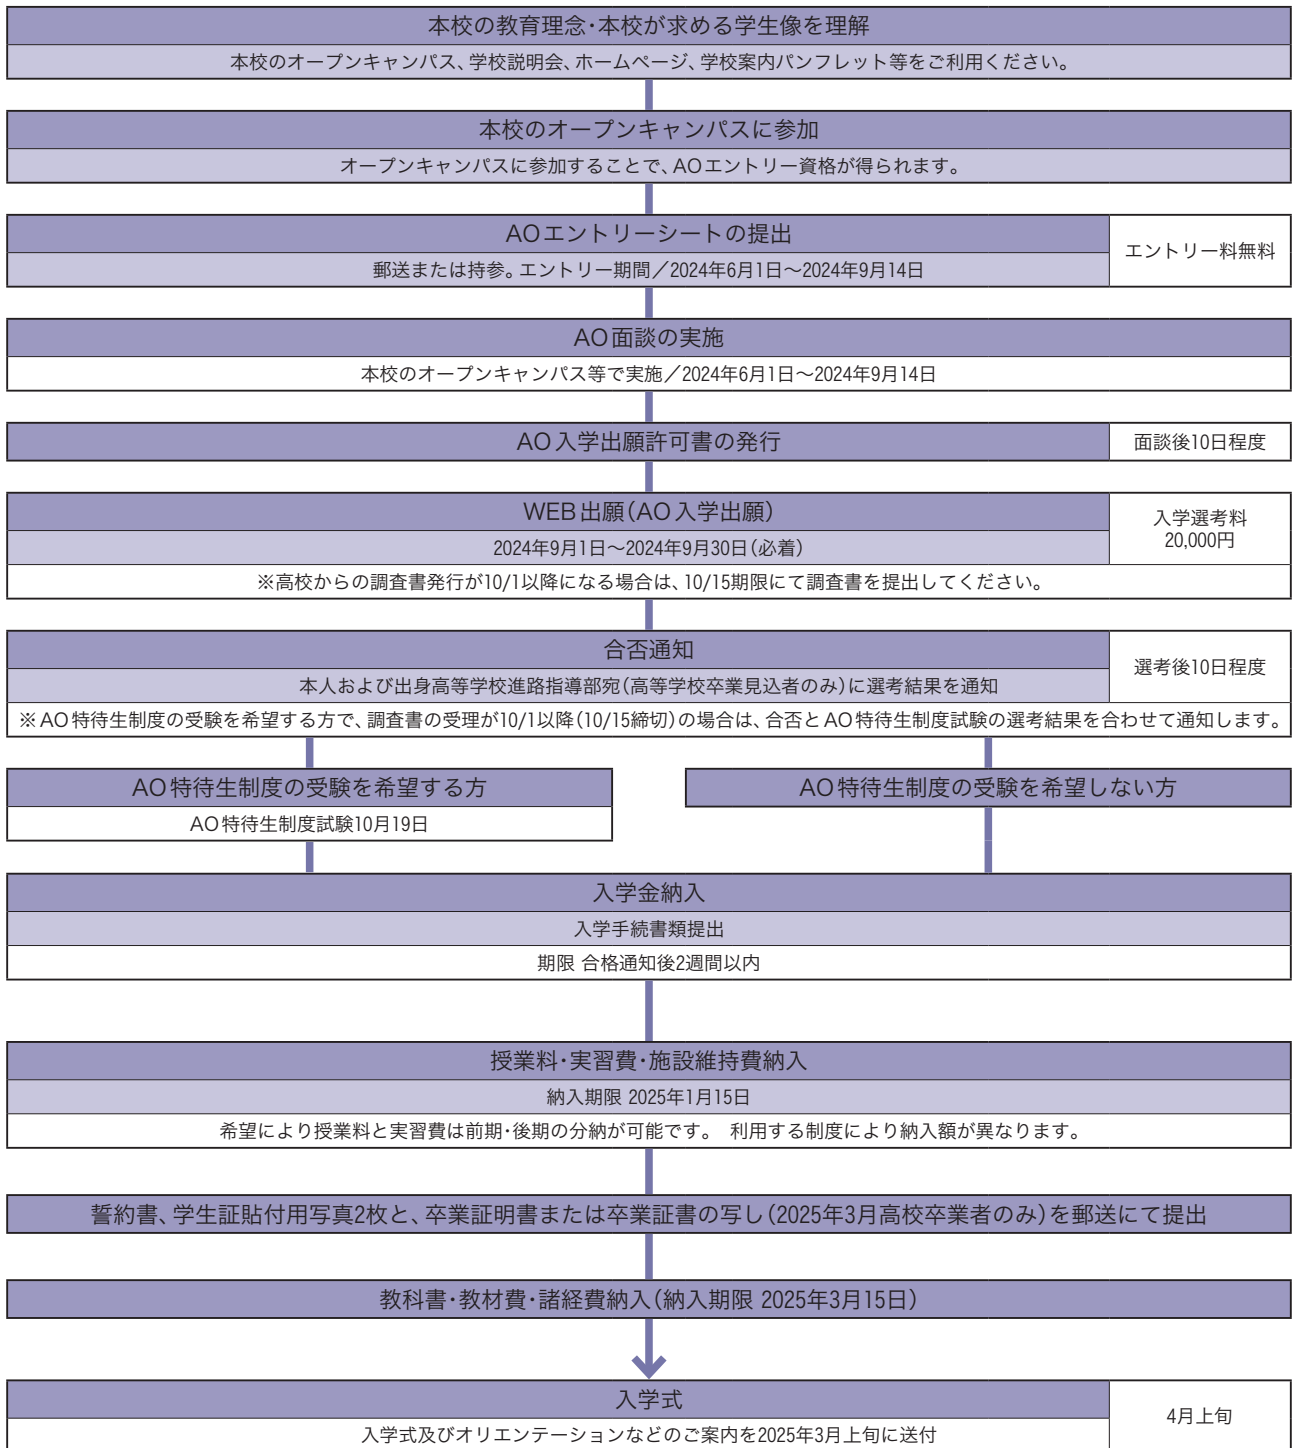 本校の教育理念・本校が求める学生像を理解
本校のオープンキャンパス、学校説明会、ホームページ、学校案内パンフレット等をご利用ください。
本校のオープンキャンパスに参加
オープンキャンパスに参加することで、AOエントリー資格が得られます。
AOエントリーシートの提出
エントリー料無料
郵送または持参。エントリー期間／2024年6月1日～2024年9月14日
AO面談の実施
本校のオープンキャンパス等で実施／2024年6月1日～2024年9月14日
AO入学出願許可書の発行
面談後10日程度
WEB出願（AO入学出願）
入学選考料
20,000円
2024年9月1日～2024年9月30日（必着）
※高校からの調査書発行が10/1以降になる場合は、10/15期限にて調査書を提出してください。
合否通知
選考後10日程度
本人および出身高等学校進路指導部宛（高等学校卒業見込者のみ）に選考結果を通知
※AO特待生制度の受験を希望する方で、調査書の受理が10/1以降（10/15締切）の場合は、合否とAO特待生制度試験の選考結果を合わせて通知します。
AO特待生制度の受験を希望する方
AO特待生制度試験10月19日
AO特待生制度の受験を希望しない方
入学金納入
入学手続書類提出
期限 合格通知後2週間以内
授業料・実習費・施設維持費納入
納入期限 2025年1月15日
希望により授業料と実習費は前期・後期の分納が可能です。 利用する制度により納入額が異なります。
誓約書、学生証貼付用写真2枚と、卒業証明書または卒業証書の写し（2025年3月高校卒業者のみ）を郵送にて提出
教科書・教材費・諸経費納入（納入期限 2025年3月15日）
入学式
4月上旬
入学式及びオリエンテーションなどのご案内を2025年3月上旬に送付